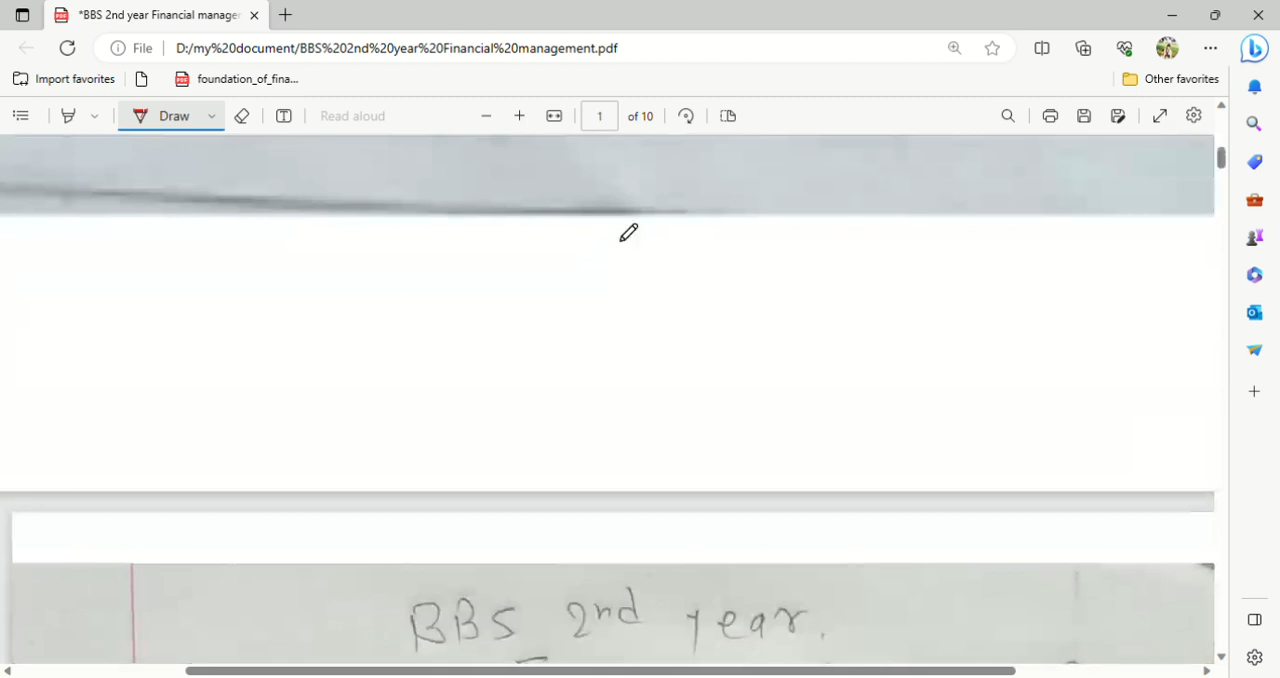 *BBS 2nd year Financial manager
File
D:/my%20document/BBS%202nd%20year%20Financial%20management.pdf
Import favorites
foundation_of_fina...
Other favorites
Draw
Read aloud
1
of 10
BBS 2nd year.